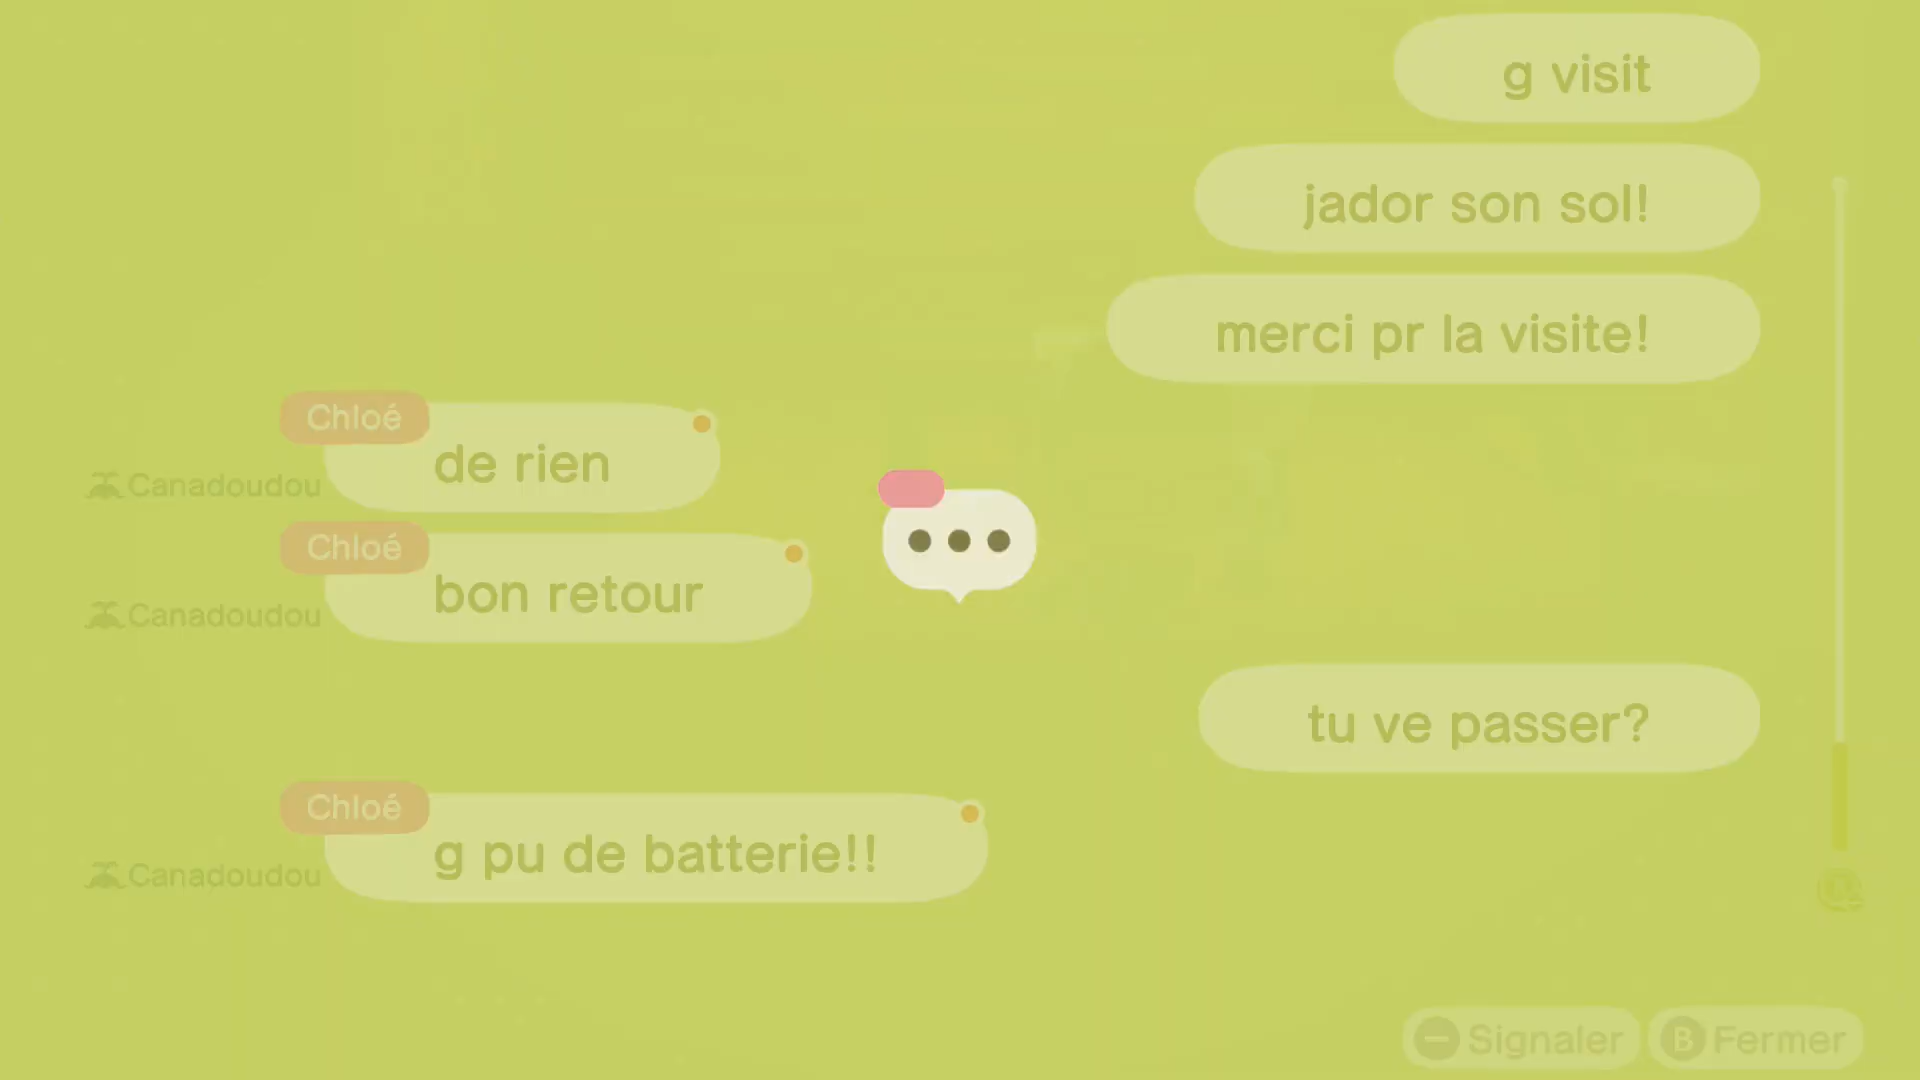 g visit
jador son sol!
merci pr la visite!
Chloé
de rien
Canadoudou
Chloé
bon retour
Canadoudou
tu ve passer?
Chloé
g pu de batterie!!
Canadoudou
Signaler
B Fermer